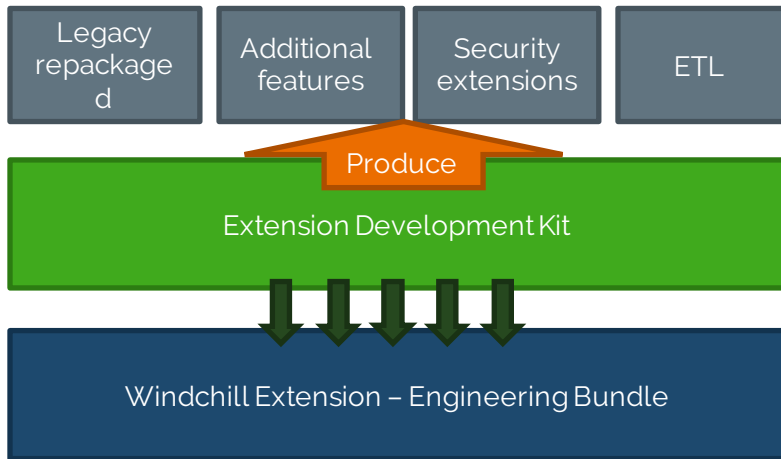 Legacy
repackage
d
Additional
features
Security
extensions
ETL
Produce
Extension Development Kit
Windchill Extension – Engineering Bundle